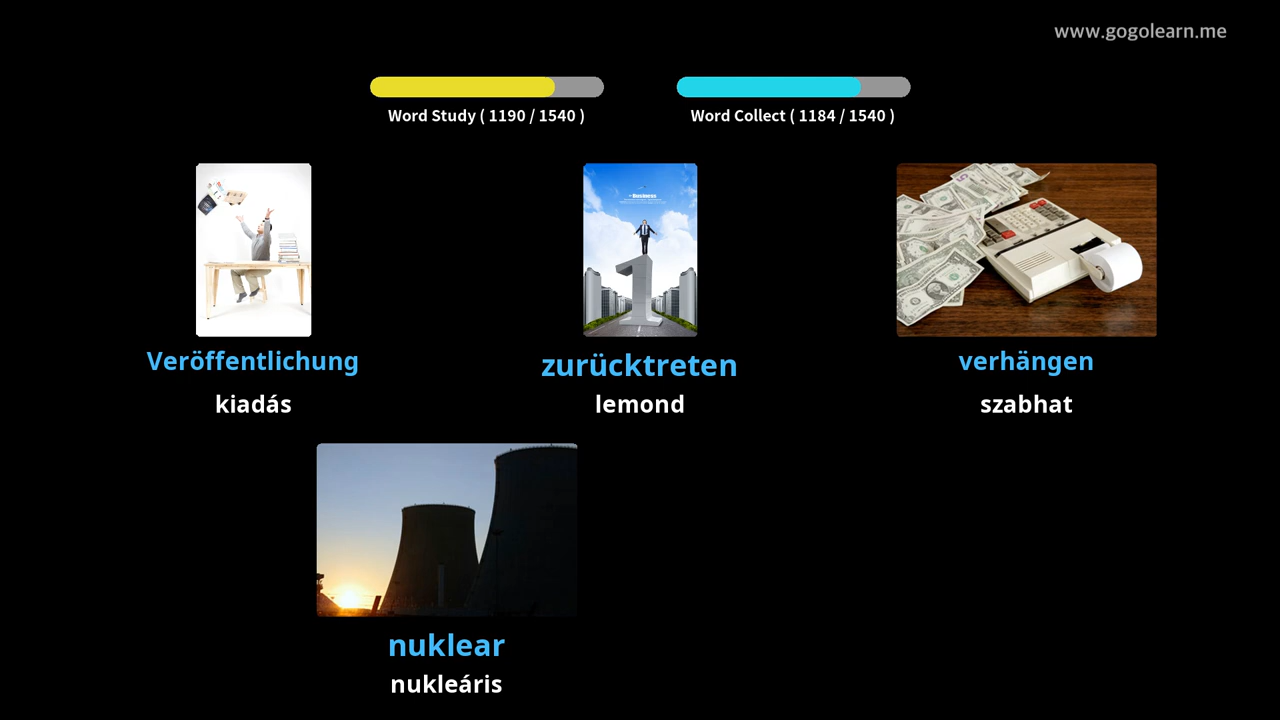 www.gogolearn.me
Word Study ( 1190 / 1540 )
Word Collect ( 1184 / 1540 )
Business
Veröffentlichung
zurücktreten
verhängen
kiadás
lemond
szabhat
nuklear
nukleáris